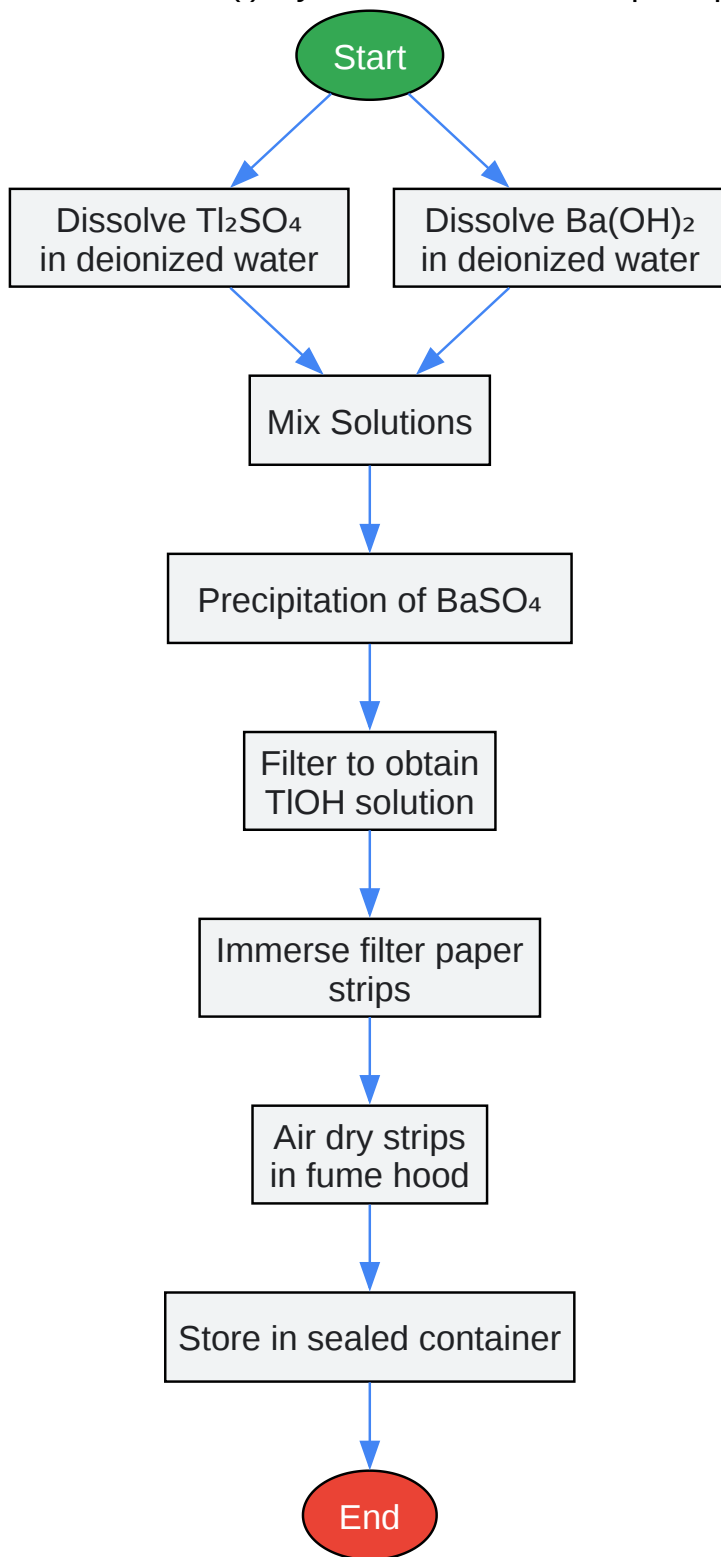 Start
Dissolve Tl₂SO₄
in deionized water
Dissolve Ba(OH)₂
in deionized water
Mix Solutions
Precipitation of BaSO₄
Filter to obtain
TlOH solution
Immerse filter paper
strips
Air dry strips
in fume hood
Store in sealed container
End